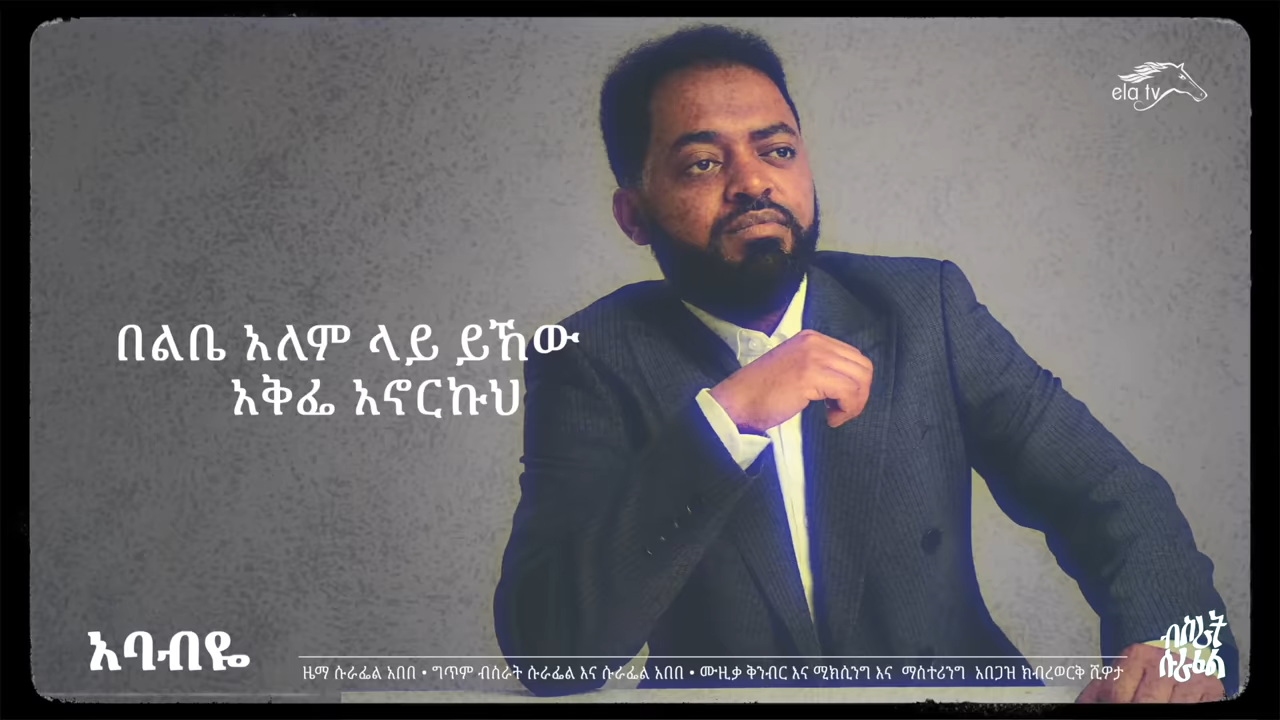 ela tv
በልቤ አለም ላይ ይኸው
አቅፌ አኖርኩህ
አባብዬ
ዜማ ሱራፌል አበበ • ግጥም ብስራት ሱራፌል እና ሱራፌል አበበ • ሙዚቃ ቅንብር እና ሚክሲንግ እና ማስተሪንግ አበጋዝ ክብረወርቅ ሺዎታ
ብስራት
ሱራፌል